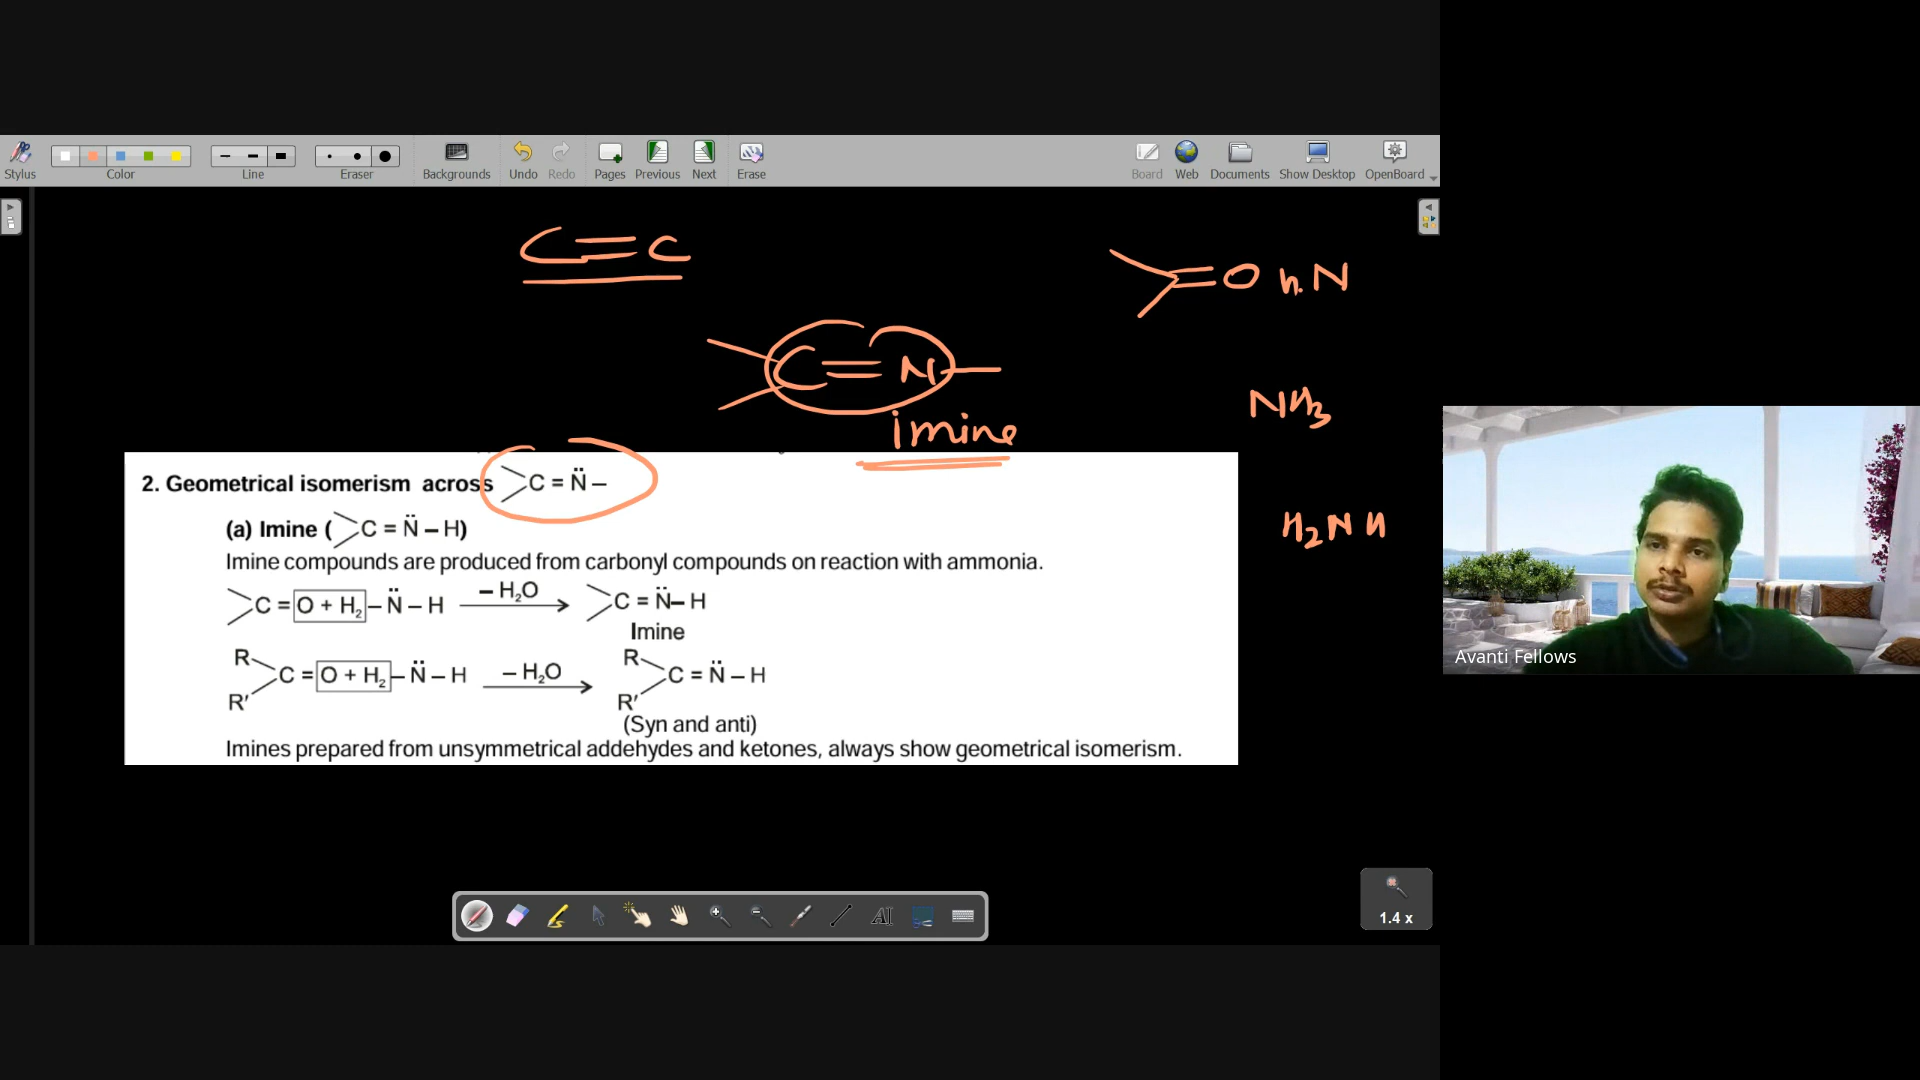 Stylus Color Line Eraser Backgrounds Undo Redo Pages Previous Next Erase Board Web Documents Show Desktop OpenBoard
C=C
=O h.N
C=N-
imine
NH3
H2NH
2. Geometrical isomerism across >C = N̈ –
(a) Imine ( >C = N̈ – H)
Imine compounds are produced from carbonyl compounds on reaction with ammonia.
>C = O + H₂ – N̈ – H – H₂O → >C = N̈ – H
Imine
R R' >C = O + H₂ – N̈ – H – H₂O → R R' >C = N̈ – H
(Syn and anti)
Imines prepared from unsymmetrical addehydes and ketones, always show geometrical isomerism.
Avanti Fellows
AI
1.4 x